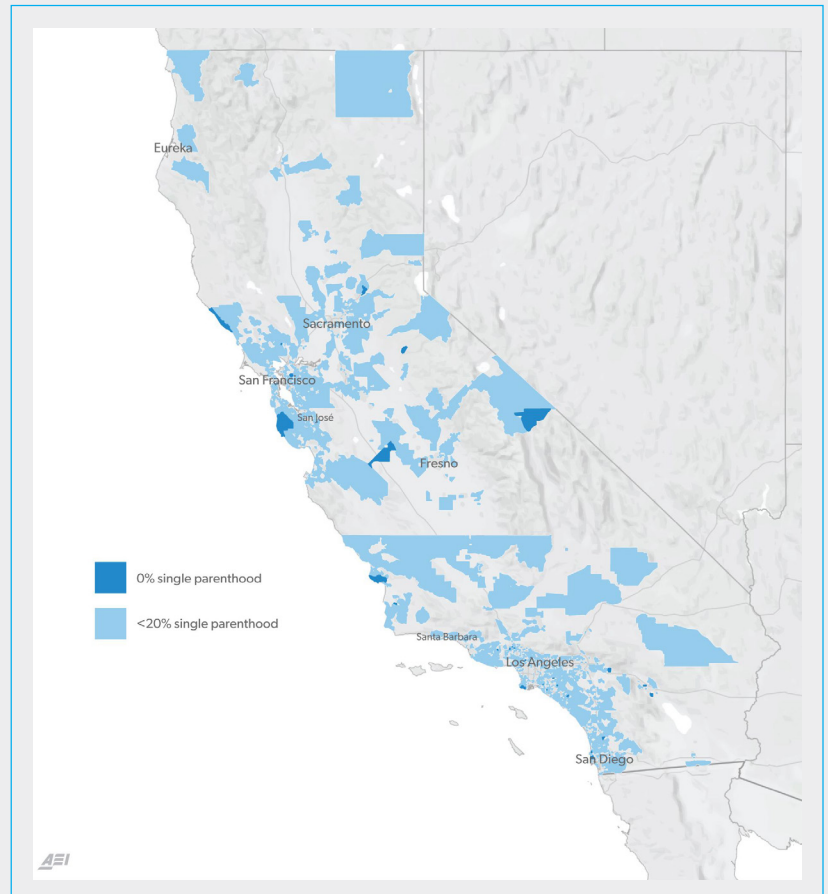 Eureka
Sacramento
San Francisco
San José
Fresno
0% single parenthood
<20% single parenthood
Santa Barbara
Los Angeles
San Diego
AEI